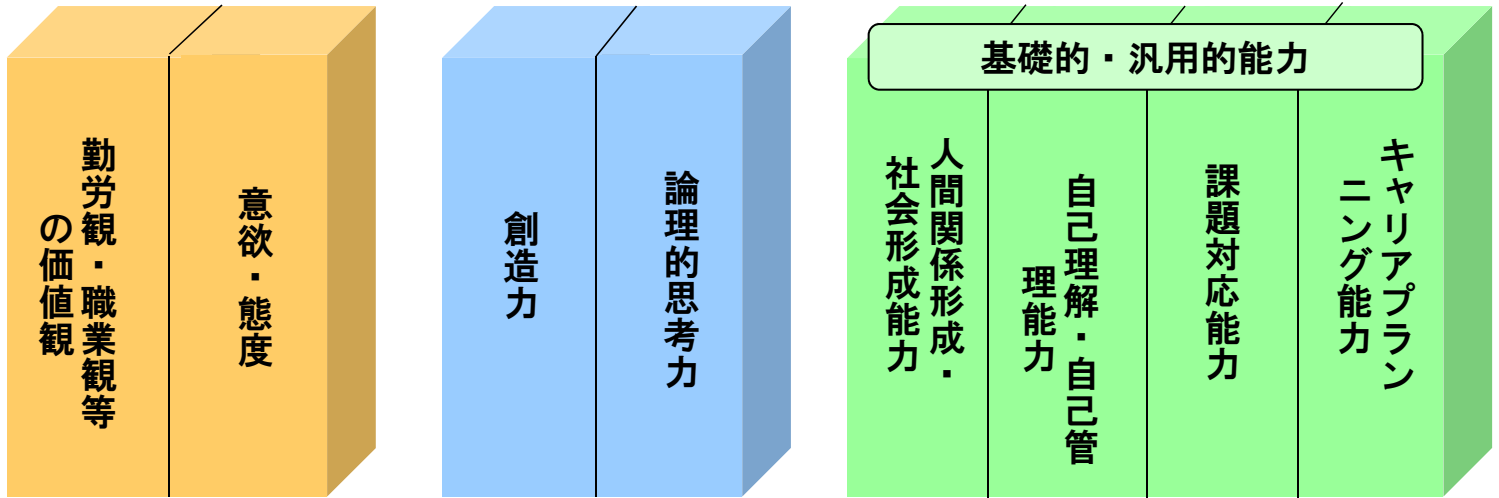 勤労観・職業観等
の価値観
意欲・態度
創造力
論理的思考力
基礎的・汎用的能力
人間関係形成・
社会形成能力
自己理解・自己管
理能力
課題対応能力
キャリアプラン
ニング能力